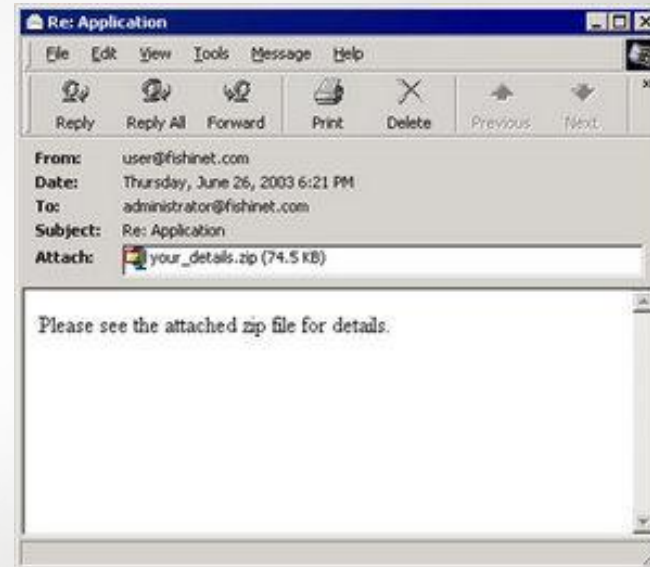 Re: Application
File Edit View Tools Message Help
Reply Reply All Forward Print Delete Previous Next
From: user@fishinet.com
Date: Thursday, June 26, 2003 6:21 PM
To: administrator@fishinet.com
Subject: Re: Application
Attach: your_details.zip (74.5 KB)
Please see the attached zip file for details.